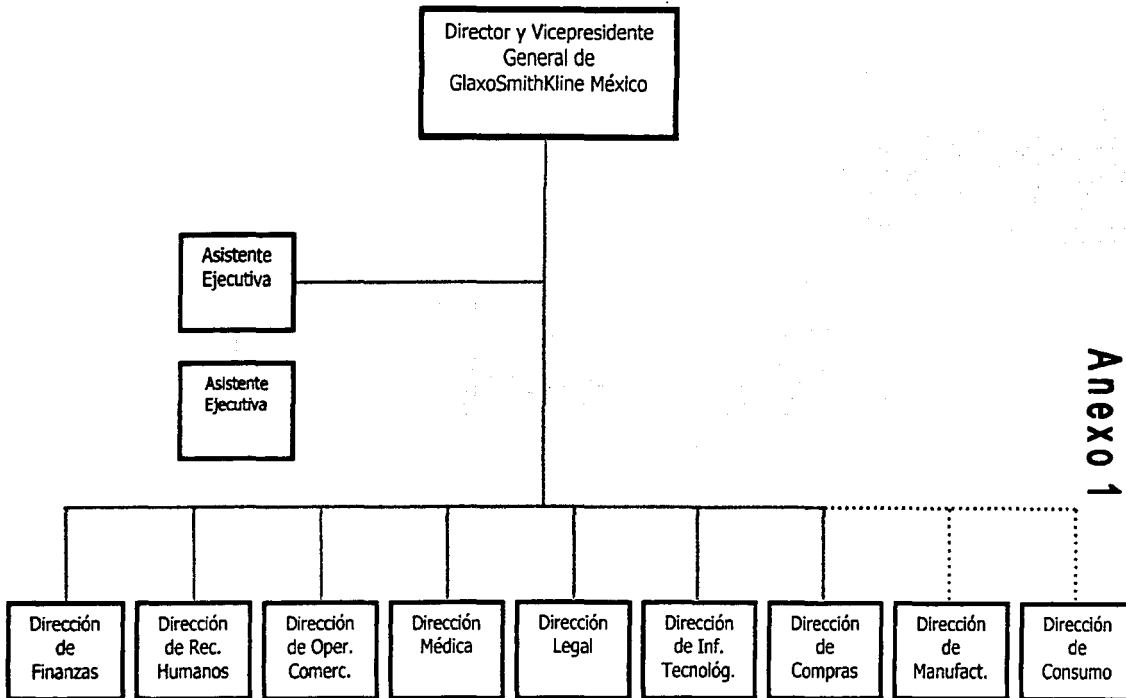 Director y Vicepresidente
General de
GlaxoSmithKline México
Asistente
Ejecutiva
Asistente
Ejecutiva
Anexo 1
Dirección
de
Finanzas
Dirección
de Rec.
Humanos
Dirección
de Oper.
Comerc.
Dirección
Médica
Dirección
Legal
Dirección
de Inf.
Tecnológ.
Dirección
de
Compras
Dirección
de
Manufact.
Dirección
de
Consumo